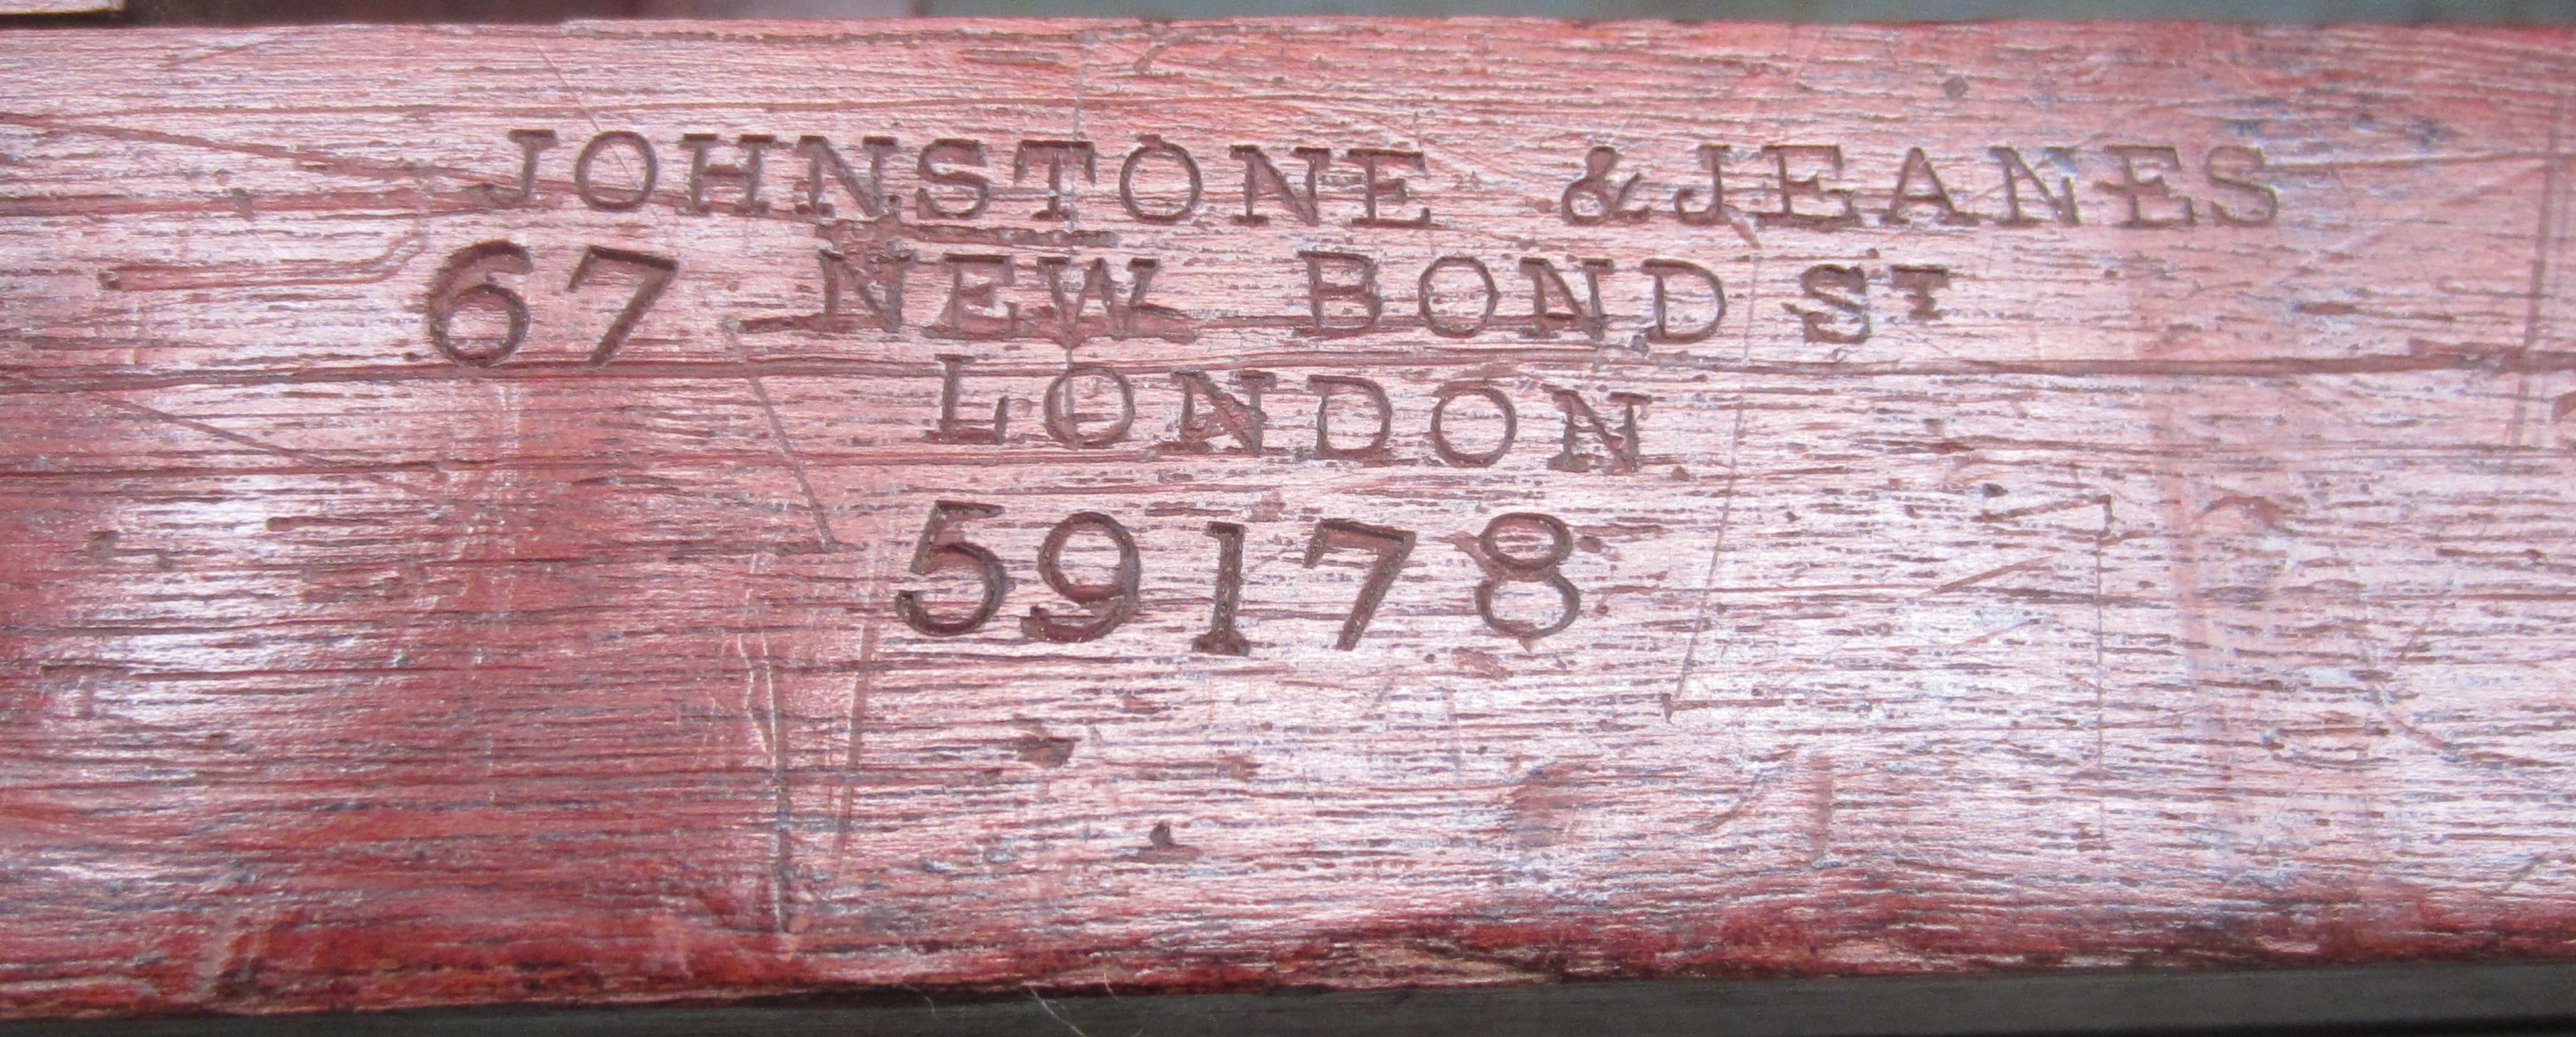 JOHNSTONE & JEANES
67 NEW BOND ST
LONDON
59178